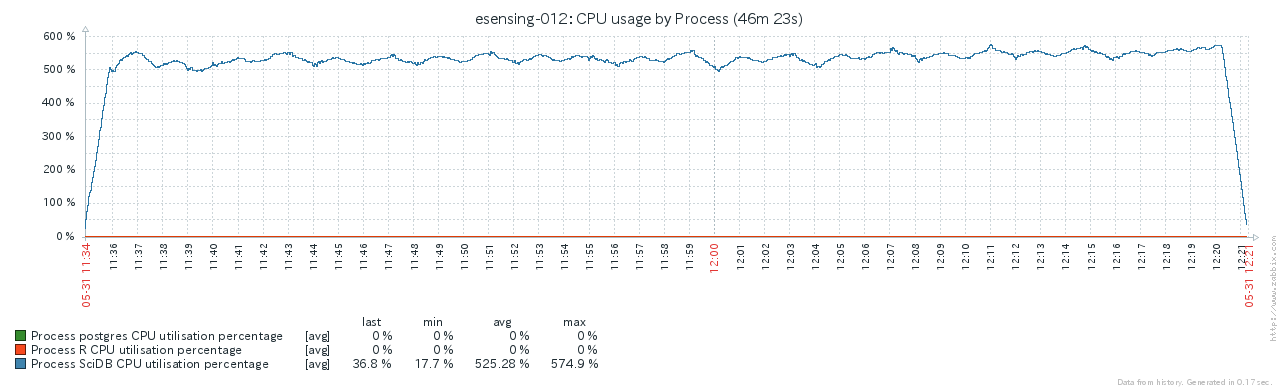 esensing-012: CPU usage by Process (46m 23s)
600 %
500 %
400 %
300 %
200 %
100 %
0 %
05-31 11:34 11:36 11:37 11:38 11:39 11:40 11:41 11:42 11:43 11:44 11:45 11:46 11:47 11:48 11:49 11:50 11:51 11:52 11:53 11:54 11:55 11:56 11:57 11:58 11:59 12:00 12:01 12:02 12:03 12:04 12:05 12:06 12:07 12:08 12:09 12:10 12:11 12:12 12:13 12:14 12:15 12:16 12:17 12:18 12:19 12:20 12:21 05-31 12:21
last min avg max
Process postgres CPU utilisation percentage [avg] 0 % 0 % 0 % 0 %
Process R CPU utilisation percentage [avg] 0 % 0 % 0 % 0 %
Process SciDB CPU utilisation percentage [avg] 36.8 % 17.7 % 525.28 % 574.9 %
http://www.zabbix.com
Data from history. Generated in 0.17 sec.